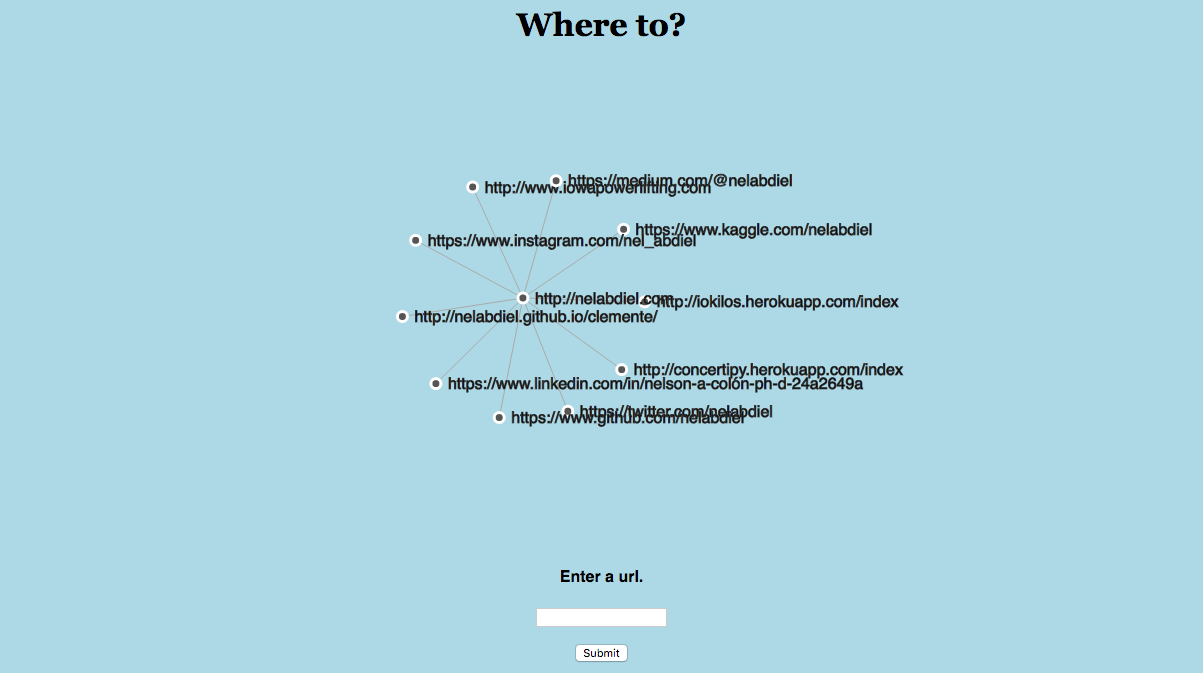 Where to?
https://medium.com/@nelabdiel
http://www.iowapowerlifting.com
https://www.kaggle.com/nelabdiel
https://www.instagram.com/nel_abdiel
http://nelabdiel.com
http://iokilos.herokuapp.com/index
http://nelabdiel.github.io/clemente/
http://concertipy.herokuapp.com/index
https://www.linkedin.com/in/nelson-a-colón-ph-d-24a2649a
https://twitter.com/nelabdiel
https://www.github.com/nelabdiel
Enter a url.
Submit